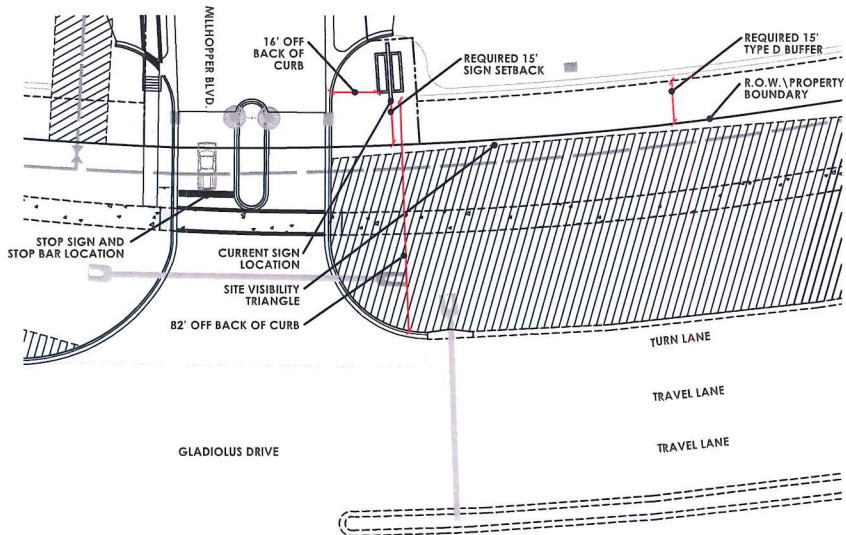 MILLHOPPER BLVD.
16' OFF
BACK OF
CURB
REQUIRED 15'
SIGN SETBACK
REQUIRED 15'
TYPE D BUFFER
R.O.W.\PROPERTY
BOUNDARY
STOP SIGN AND
STOP BAR LOCATION
CURRENT SIGN
LOCATION
SITE VISIBILITY
TRIANGLE
82' OFF BACK OF CURB
TURN LANE
TRAVEL LANE
TRAVEL LANE
GLADIOLUS DRIVE